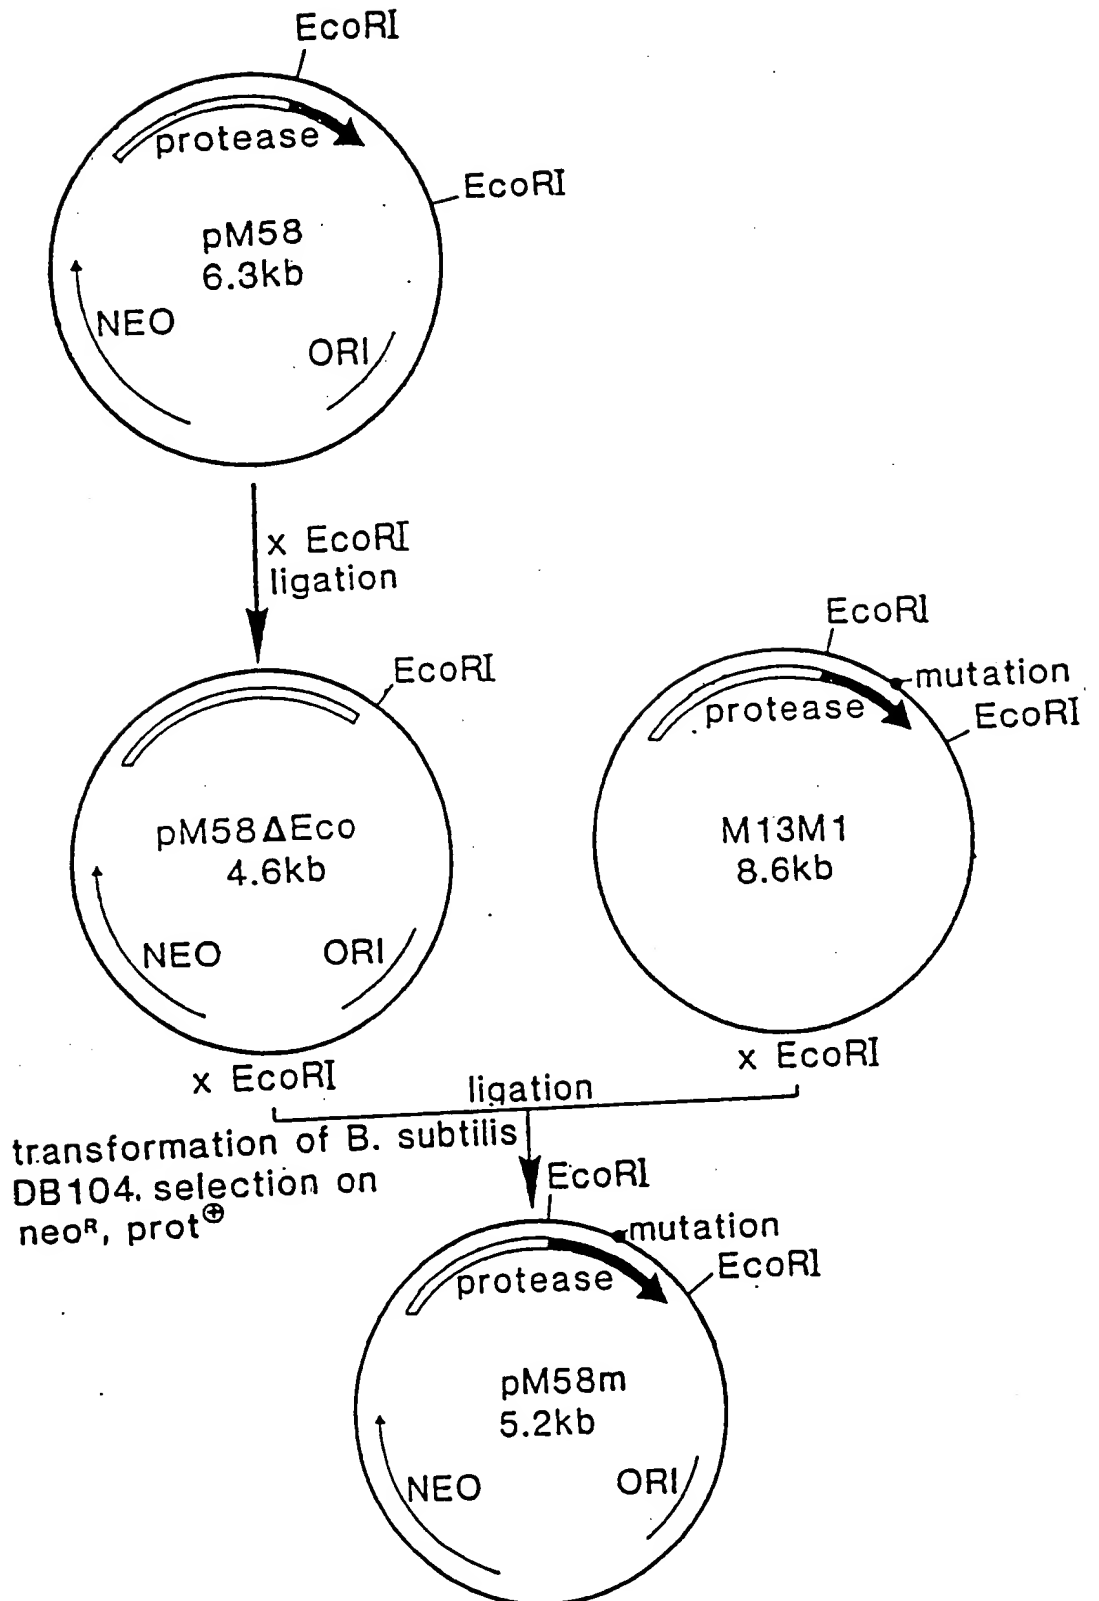 EcoRI
protease
EcoRI
pM58
6.3kb
NEO
ORI
x EcoRI
ligation
EcoRI
EcoRI
mutation
protease
EcoRI
pM58ΔEco
4.6kb
M13M1
8.6kb
NEO
ORI
x EcoRI
x EcoRI
ligation
transformation of B. subtilis
DB104. selection on
neoᴿ, prot⊕
EcoRI
mutation
EcoRI
protease
pM58m
5.2kb
NEO
ORI